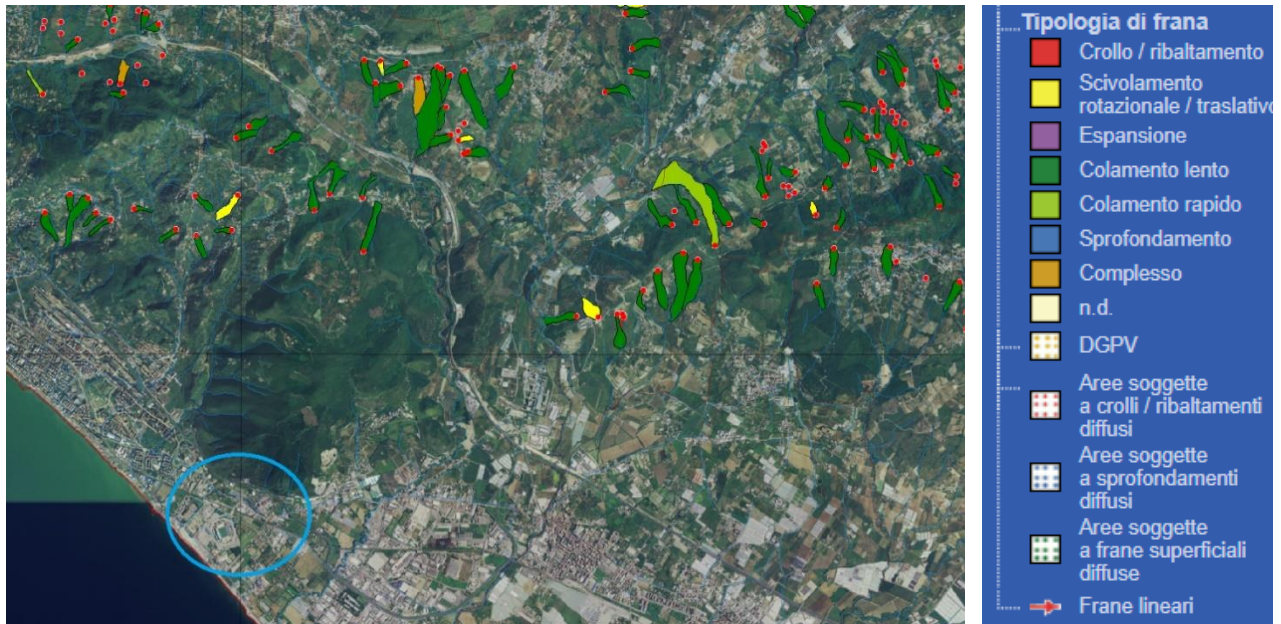 Tipologia di frana
Crollo / ribaltamento
Scivolamento
rotazionale / traslativo
Espansione
Colamento lento
Colamento rapido
Sprofondamento
Complesso
n.d.
DGPV
Aree soggette
a crolli / ribaltamenti
diffusi
Aree soggette
a sprofondamenti
diffusi
Aree soggette
a frane superficiali
diffuse
Frane lineari